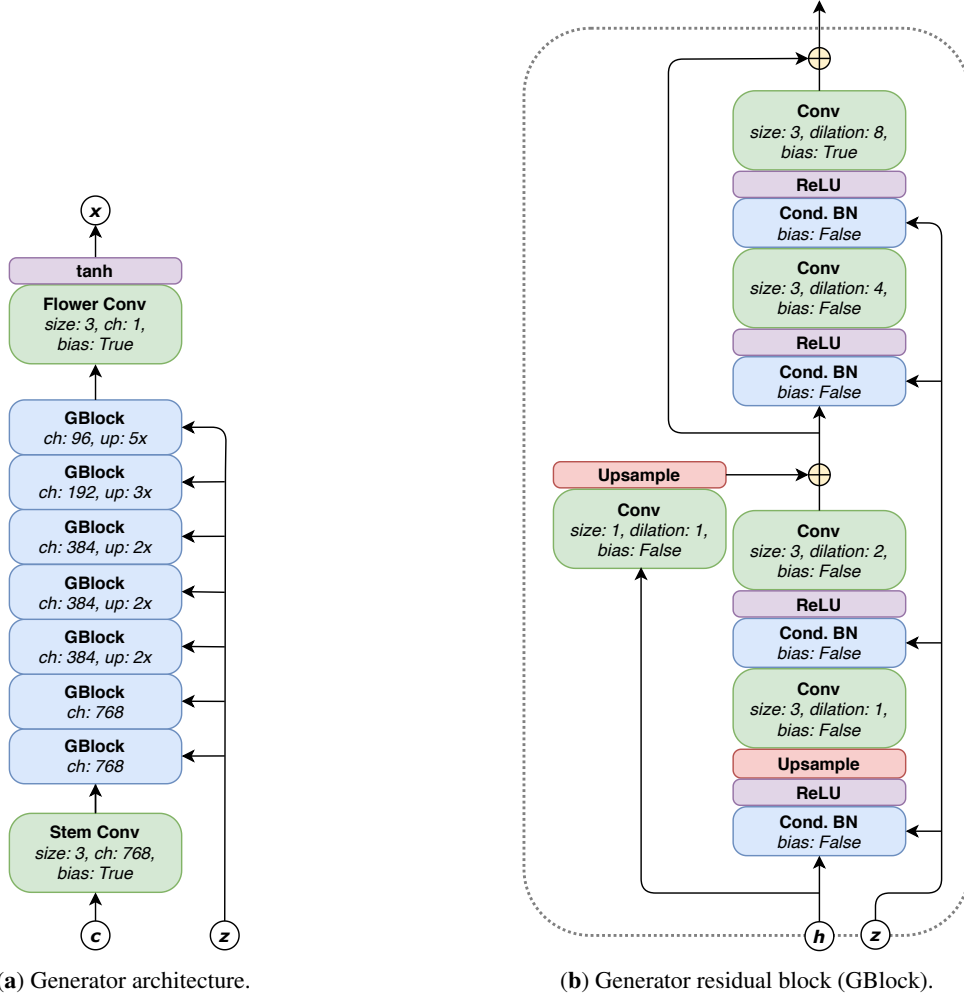 x
tanh
Flower Conv
size: 3, ch: 1,
bias: True
GBlock
ch: 96, up: 5x
GBlock
ch: 192, up: 3x
GBlock
ch: 384, up: 2x
GBlock
ch: 384, up: 2x
GBlock
ch: 384, up: 2x
GBlock
ch: 768
GBlock
ch: 768
Stem Conv
size: 3, ch: 768,
bias: True
c
z
(a) Generator architecture.
Conv
size: 3, dilation: 8,
bias: True
ReLU
Cond. BN
bias: False
Conv
size: 3, dilation: 4,
bias: False
ReLU
Cond. BN
bias: False
Upsample
Conv
size: 1, dilation: 1,
bias: False
Conv
size: 3, dilation: 2,
bias: False
ReLU
Cond. BN
bias: False
Conv
size: 3, dilation: 1,
bias: False
Upsample
ReLU
Cond. BN
bias: False
h
z
(b) Generator residual block (GBlock).